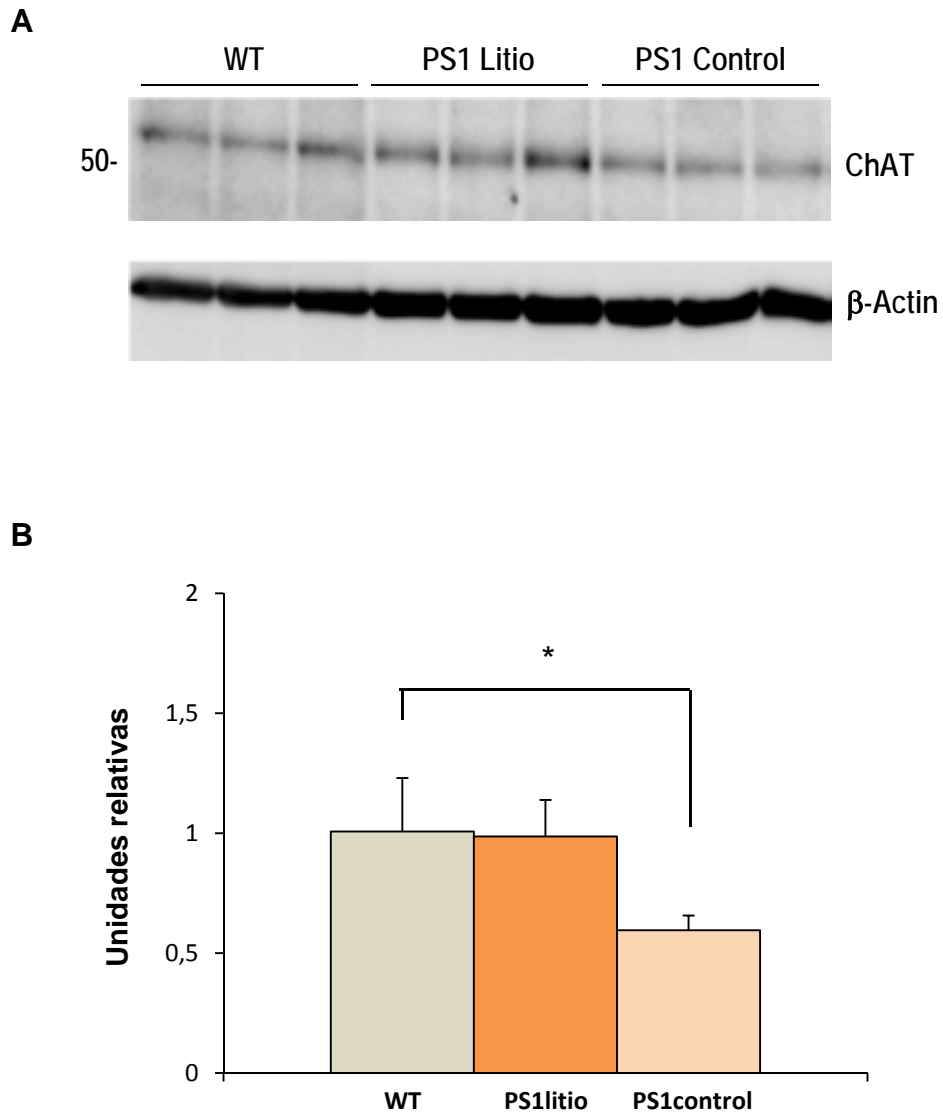 A
WT PS1 Litio PS1 Control
50- ChAT
β-Actin
B
2
*
1,5
Unidades relativas
1
0,5
0
WT PS1litio PS1control